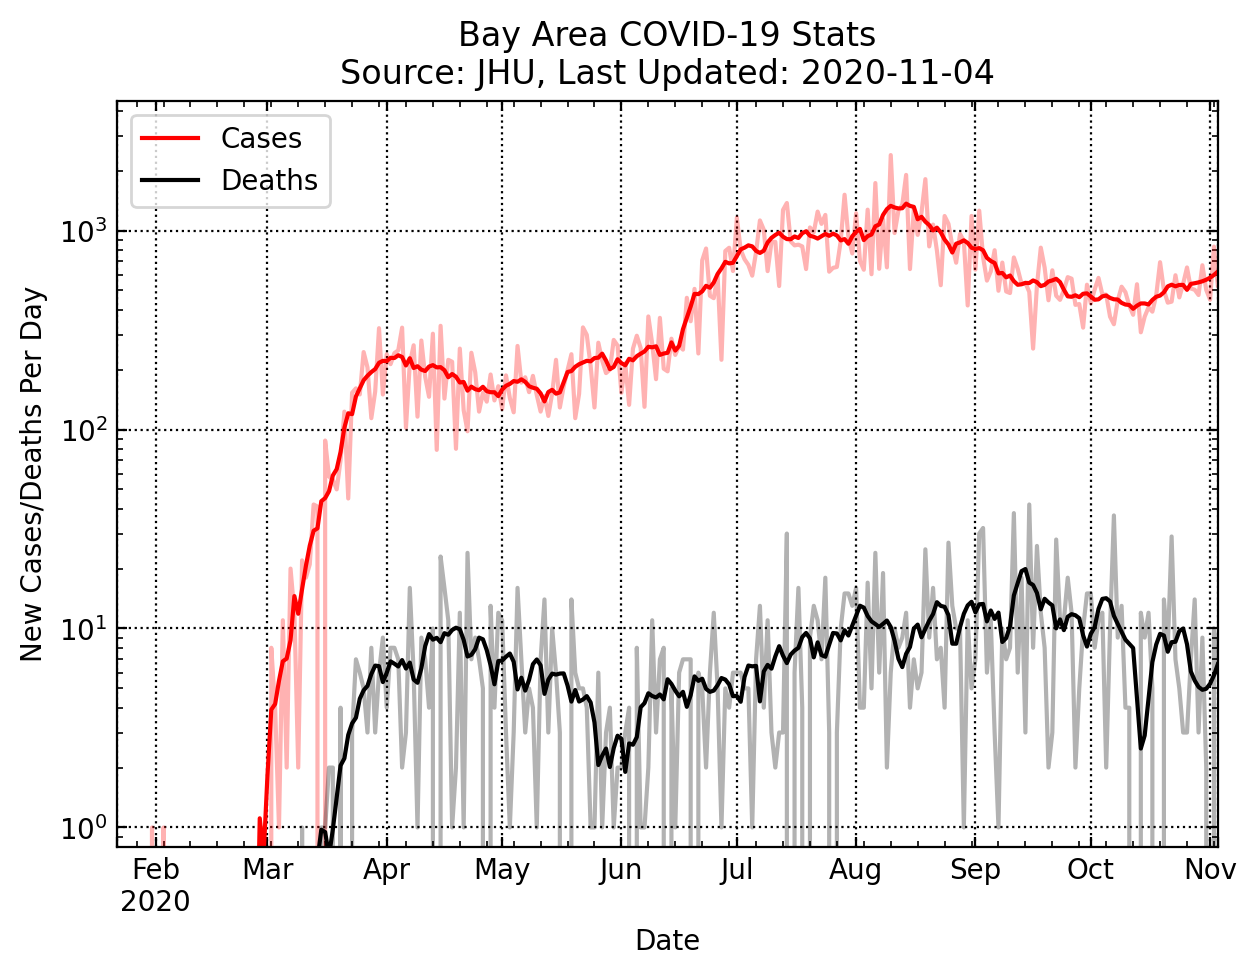 Bay Area COVID-19 Stats
Source: JHU, Last Updated: 2020-11-04
Cases
Deaths
New Cases/Deaths Per Day
10³
10²
10¹
10⁰
Feb Mar Apr May Jun Jul Aug Sep Oct Nov
2020
Date